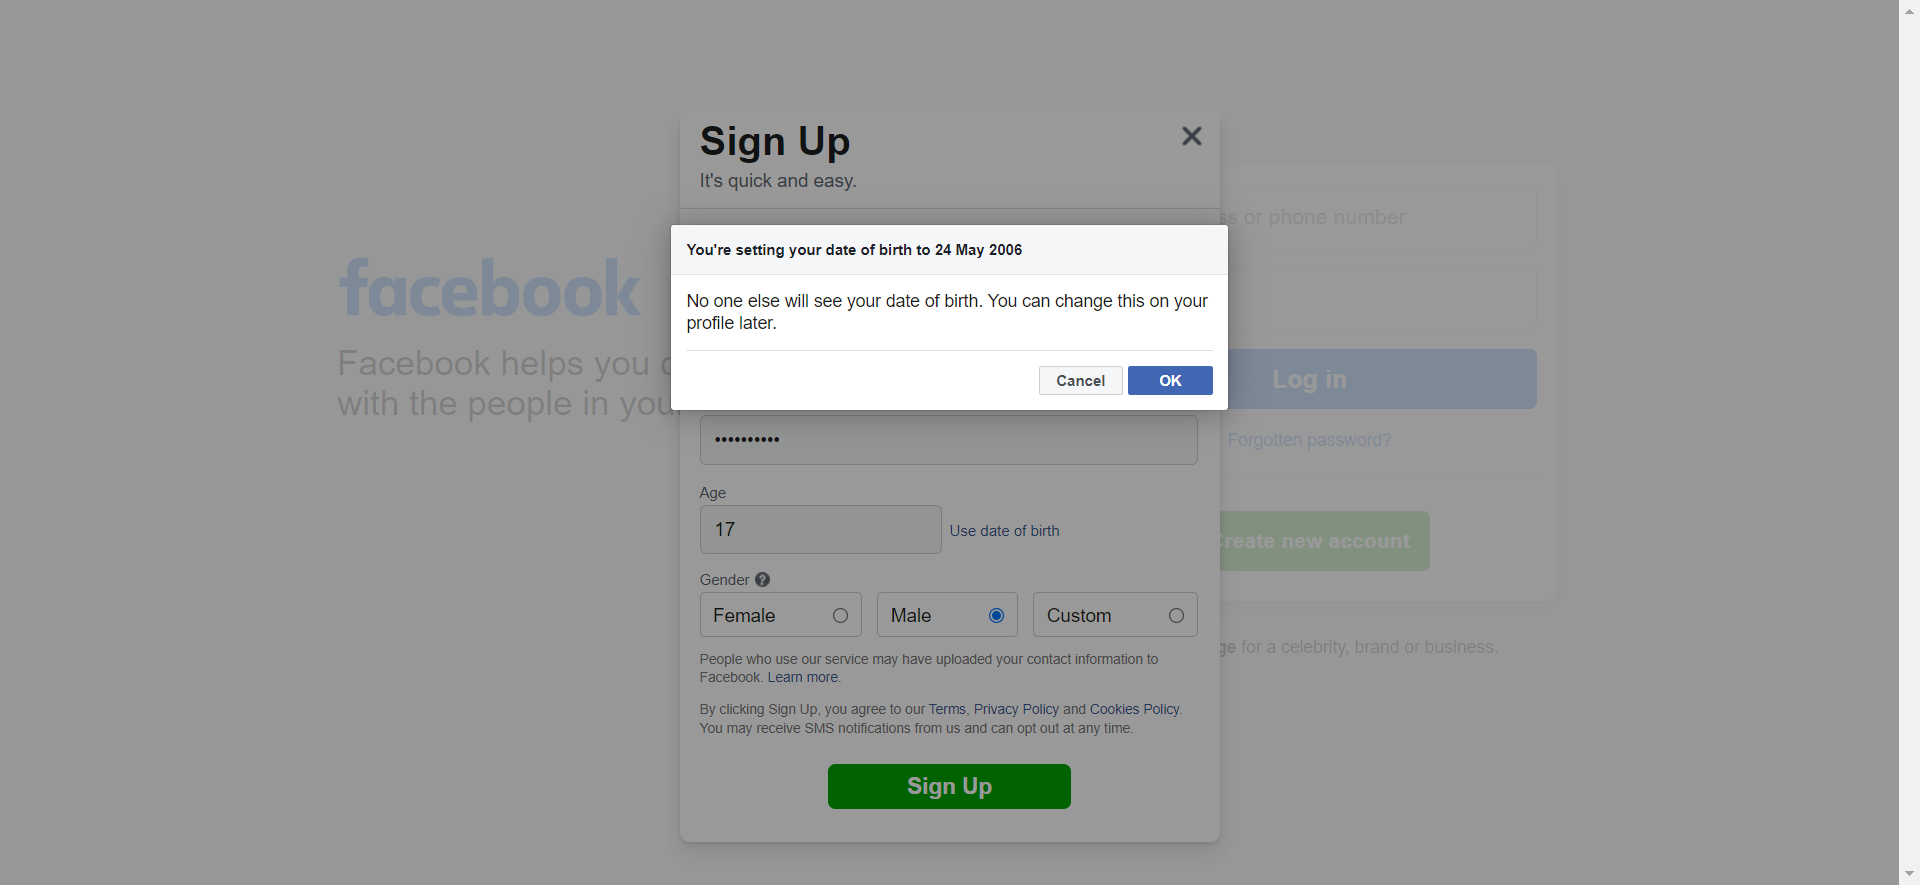 Sign Up
It's quick and easy.
ss or phone number
You're setting your date of birth to 24 May 2006
No one else will see your date of birth. You can change this on your
profile later.
Cancel
OK
facebook
Facebook helps you
with the people in you
Log in
••••••••••
Forgotten password?
Age
17
Use date of birth
Create new account
Gender
Female
Male
Custom
People who use our service may have uploaded your contact information to
Facebook. Learn more.
ge for a celebrity, brand or business.
By clicking Sign Up, you agree to our Terms, Privacy Policy and Cookies Policy.
You may receive SMS notifications from us and can opt out at any time.
Sign Up